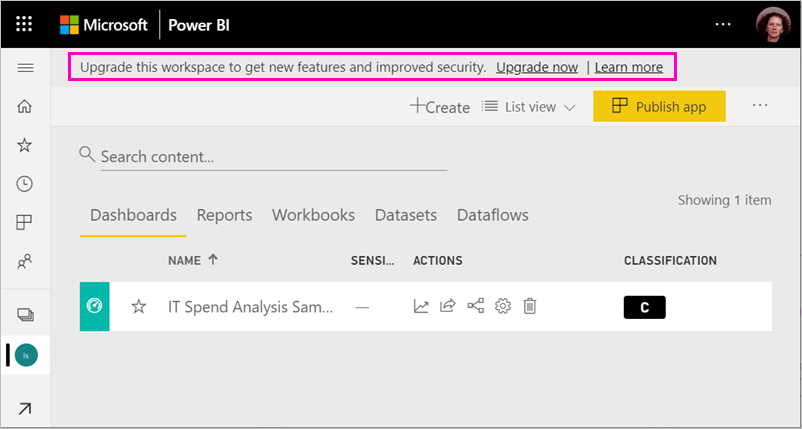 Microsoft Power BI
Upgrade this workspace to get new features and improved security. Upgrade now | Learn more
Create List view Publish app
Search content...
Showing 1 item
Dashboards Reports Workbooks Datasets Dataflows
NAME SENSI... ACTIONS CLASSIFICATION
IT Spend Analysis Sam... — C
Is